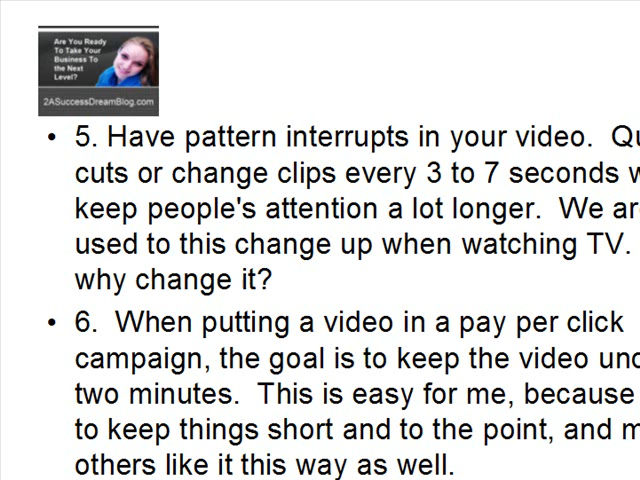 Are You Ready
To Take Your
Business To
the Next
Level?
2ASuccessDreamBlog.com
• 5. Have pattern interrupts in your video. Qu
cuts or change clips every 3 to 7 seconds w
keep people's attention a lot longer. We are
used to this change up when watching TV.
why change it?
• 6. When putting a video in a pay per click
campaign, the goal is to keep the video und
two minutes. This is easy for me, because
to keep things short and to the point, and m
others like it this way as well.